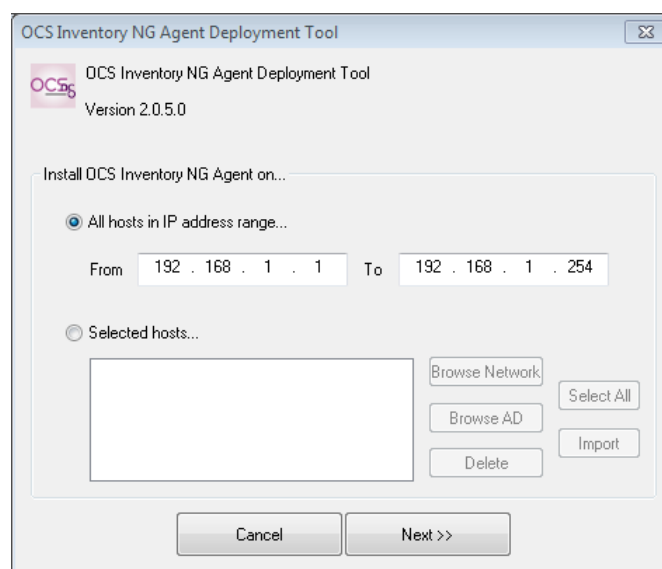 OCS Inventory NG Agent Deployment Tool
OCS Inventory NG Agent Deployment Tool
Version 2.0.5.0
Install OCS Inventory NG Agent on...
All hosts in IP address range...
From 192 . 168 . 1 . 1 To 192 . 168 . 1 . 254
Selected hosts...
Browse Network
Select All
Browse AD
Import
Delete
Cancel Next >>